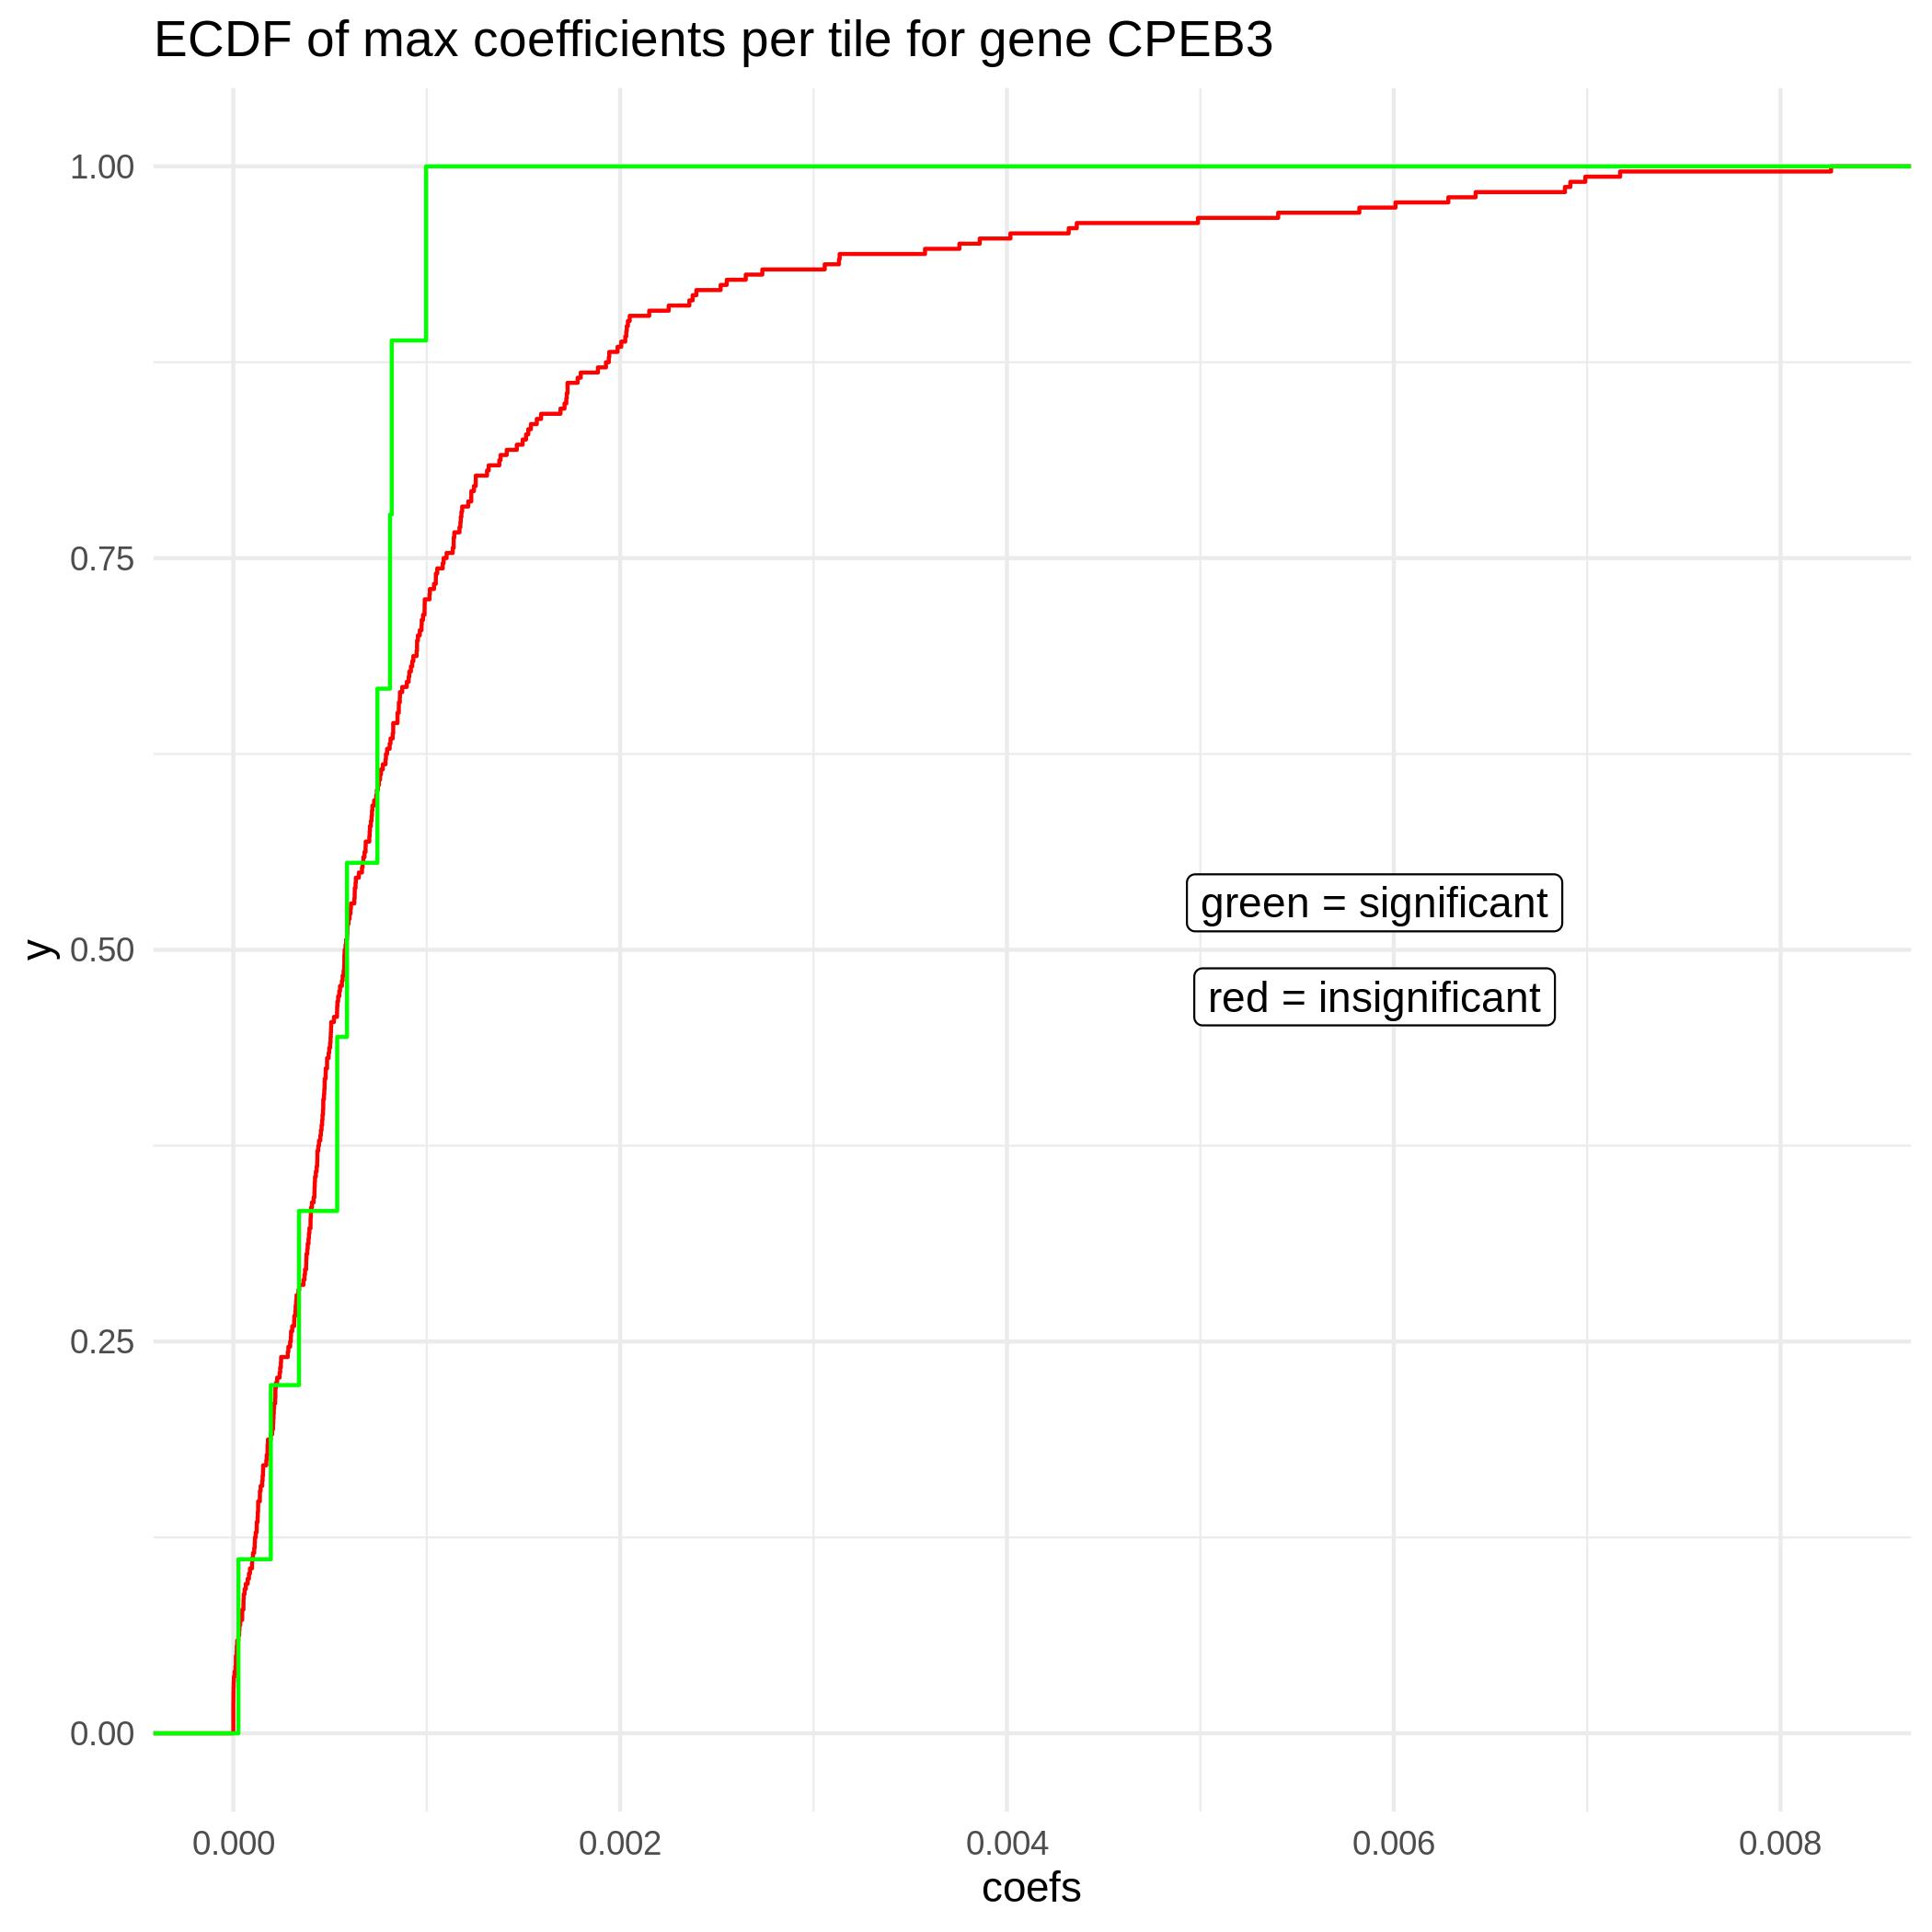 ECDF of max coefficients per tile for gene CPEB3
1.00
0.75
0.50
0.25
0.00
y
green = significant
red = insignificant
0.000 0.002 0.004 0.006 0.008
coefs